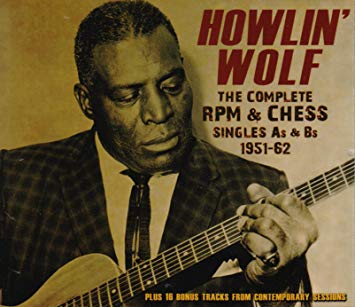 HOWLIN'
WOLF
THE COMPLETE
RPM & CHESS
SINGLES As & Bs
1951-62
PLUS 16 BONUS TRACKS FROM CONTEMPORARY SESSIONS